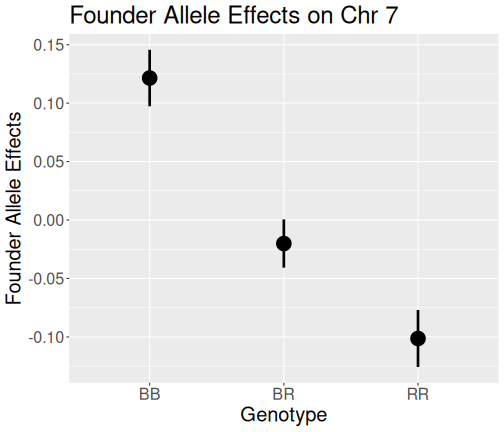 Founder Allele Effects on Chr 7
Founder Allele Effects
0.15
0.10
0.05
0.00
-0.05
-0.10
BB BR RR
Genotype